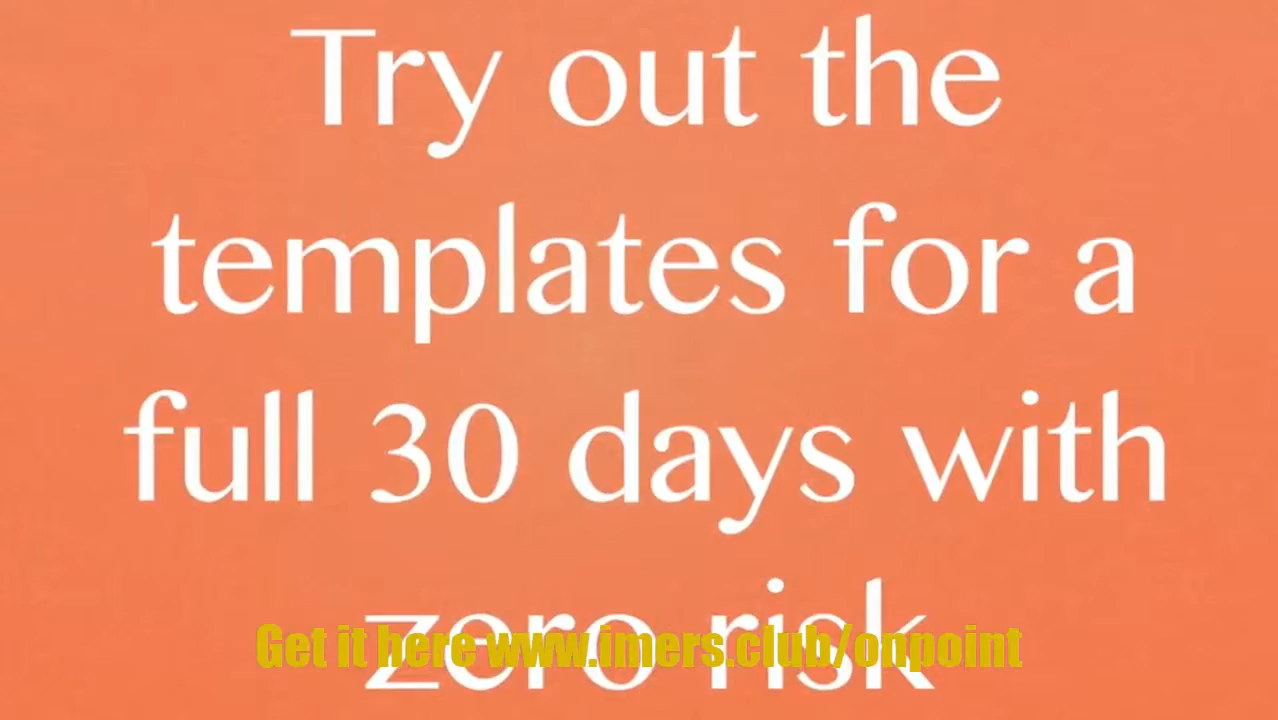 Try out the
templates for a
full 30 days with
zero risk
Get it here www.imers.club/onpoint